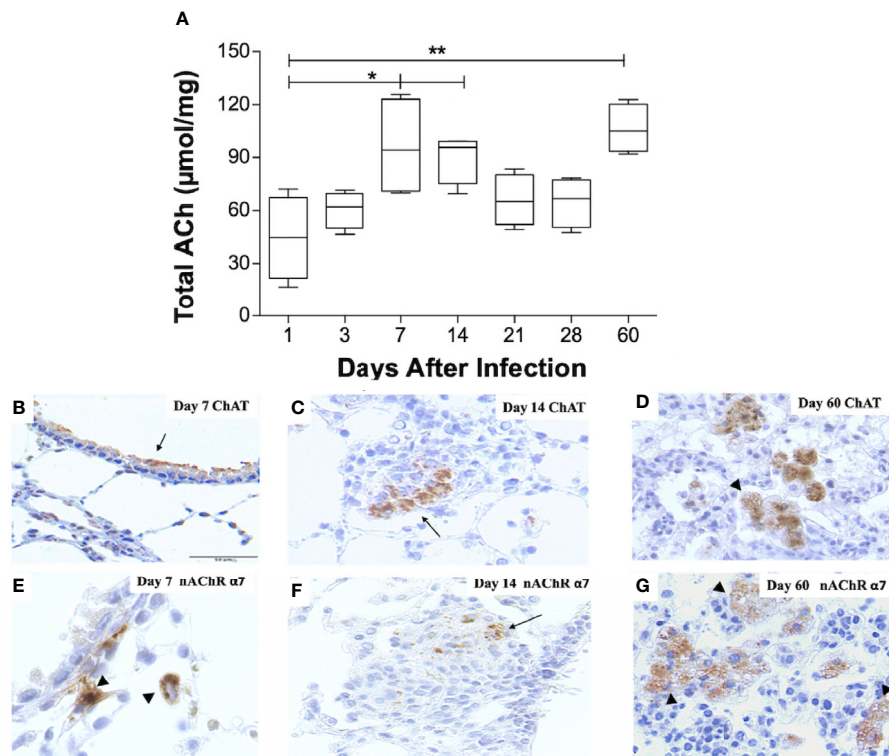 A
Total ACh (µmol/mg)
150
120
90
60
30
0
**
*
1 3 7 14 21 28 60
Days After Infection
B
Day 7 ChAT
C
Day 14 ChAT
D
Day 60 ChAT
E
Day 7 nAChR α7
F
Day 14 nAChR α7
G
Day 60 nAChR α7